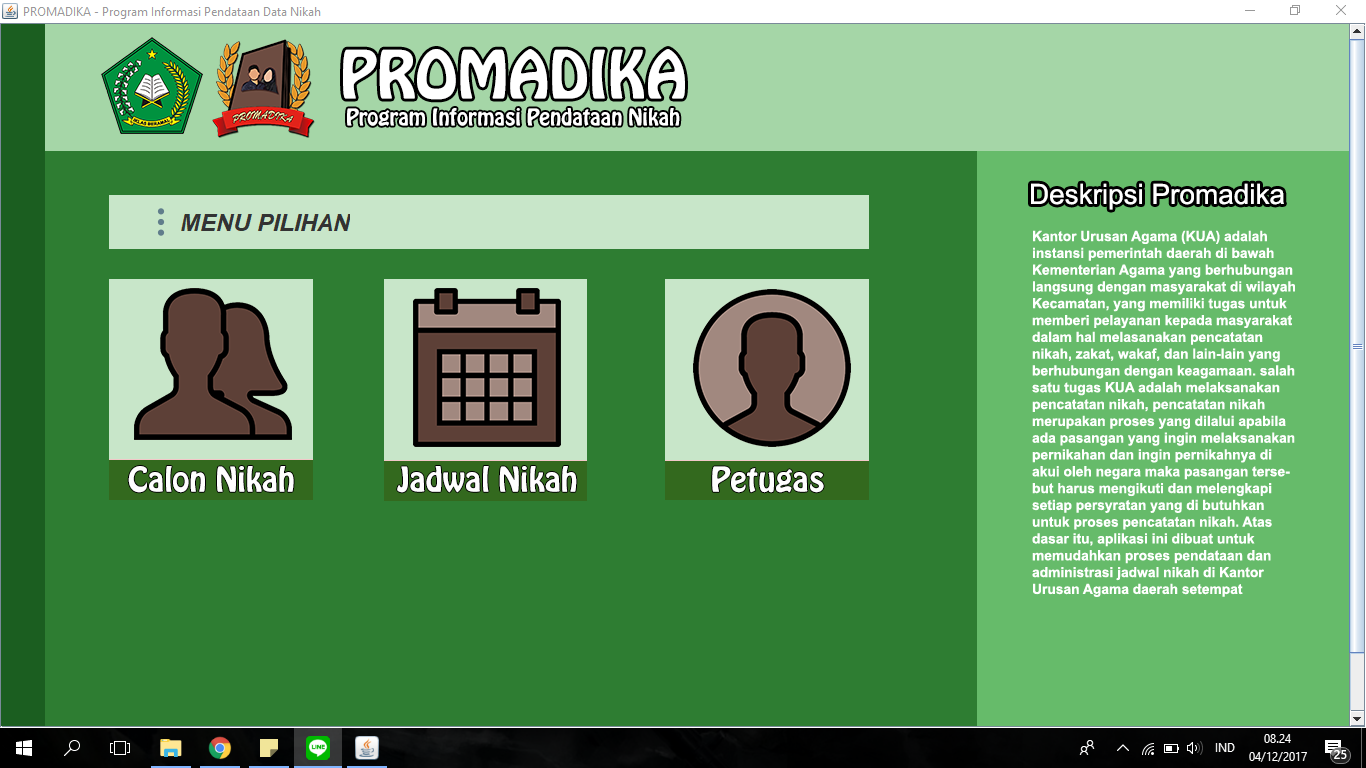 PROMADIKA - Program Informasi Pendataan Data Nikah
IKHLAS BERAMAL
PROMADIKA
PROMADIKA
Program Informasi Pendataan Nikah
MENU PILIHAN
Calon Nikah
Jadwal Nikah
Petugas
Deskripsi Promadika
Kantor Urusan Agama (KUA) adalah
instansi pemerintah daerah di bawah
Kementerian Agama yang berhubungan
langsung dengan masyarakat di wilayah
Kecamatan, yang memiliki tugas untuk
memberi pelayanan kepada masyarakat
dalam hal melasanakan pencatatan
nikah, zakat, wakaf, dan lain-lain yang
berhubungan dengan keagamaan. salah
satu tugas KUA adalah melaksanakan
pencatatan nikah, pencatatan nikah
merupakan proses yang dilalui apabila
ada pasangan yang ingin melaksanakan
pernikahan dan ingin pernikahnya di
akui oleh negara maka pasangan terse-
but harus mengikuti dan melengkapi
setiap persyratan yang di butuhkan
untuk proses pencatatan nikah. Atas
dasar itu, aplikasi ini dibuat untuk
memudahkan proses pendataan dan
administrasi jadwal nikah di Kantor
Urusan Agama daerah setempat
LINE
IND
08.24
04/12/2017
25